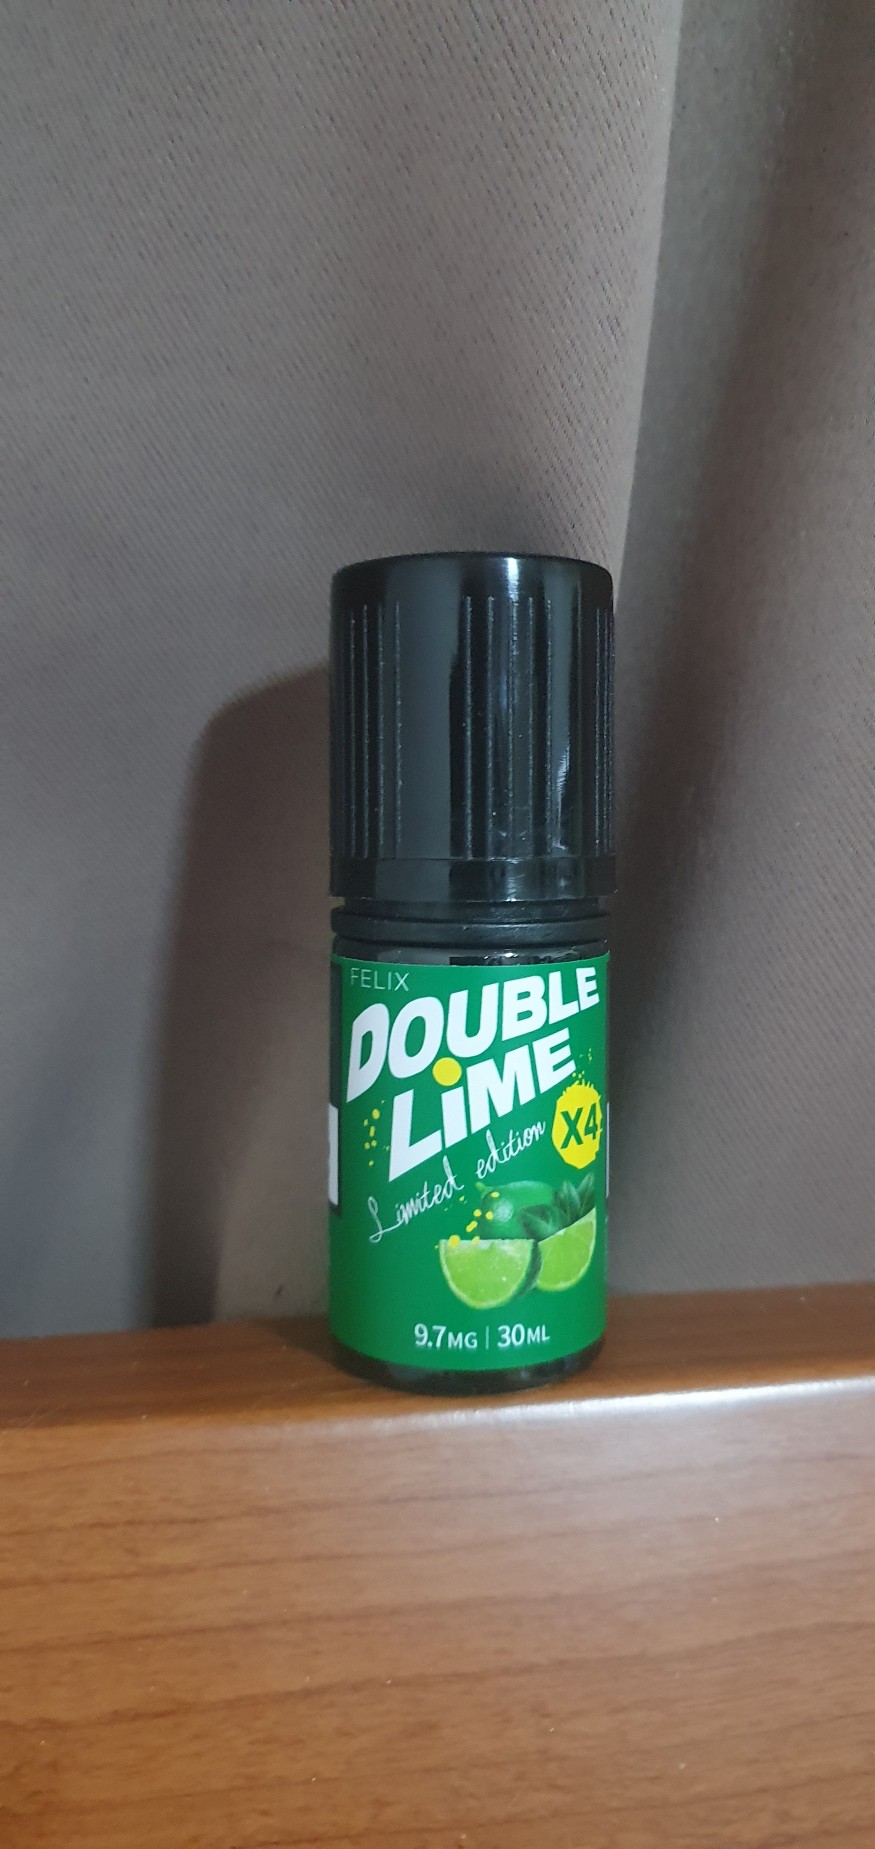 FELIX
DOUBLE
LiME
X4
Limited edition
9.7MG | 30ML